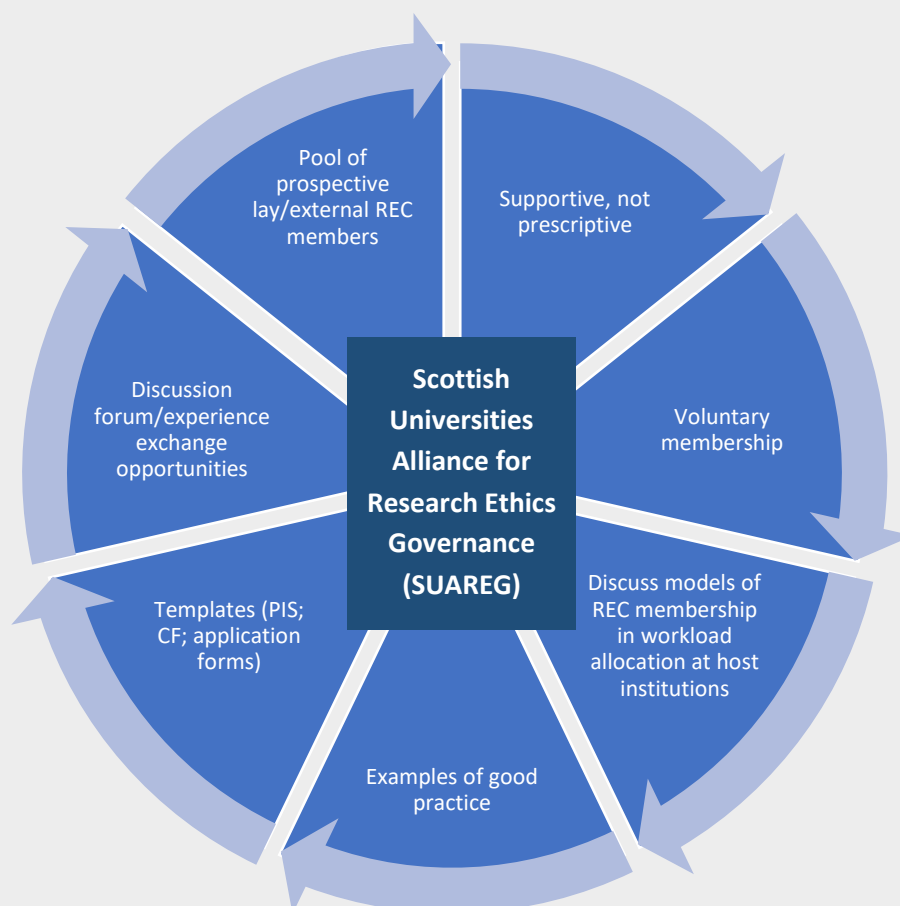 Pool of
prospective
lay/external REC
members
Supportive, not
prescriptive
Voluntary
membership
Discuss models of
REC membership
in workload
allocation at host
institutions
Examples of good
practice
Templates (PIS;
CF; application
forms)
Discussion
forum/experience
exchange
opportunities
Scottish
Universities
Alliance for
Research Ethics
Governance
(SUAREG)